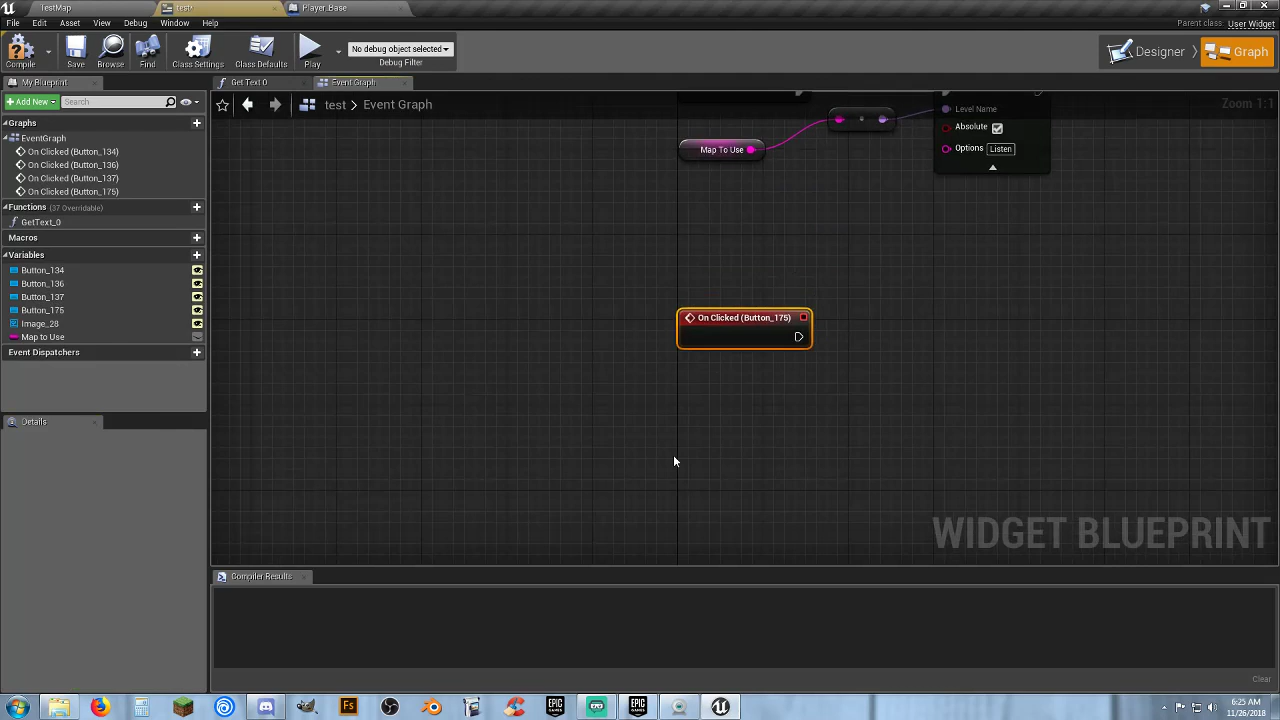 TestMap
test*
Player_Base
File Edit Asset View Debug Window Help
Parent class: User Widget
Compile
Save
Browse
Find
Class Settings
Class Defaults
Play
No debug object selected
Debug Filter
Designer
Graph
My Blueprint
Get Text 0
Event Graph
+Add New
Search
test > Event Graph
Zoom 1:1
Graphs
EventGraph
On Clicked (Button_134)
On Clicked (Button_136)
On Clicked (Button_137)
On Clicked (Button_175)
Functions (37 Overridable)
GetText_0
Macros
Variables
Button_134
Button_136
Button_137
Button_175
Image_28
Map to Use
Event Dispatchers
Details
Level Name
Absolute
Options Listen
Map To Use
On Clicked (Button_175)
WIDGET BLUEPRINT
Compiler Results
Clear
Fs
EPIC GAMES
EPIC GAMES
6:25 AM
11/26/2018